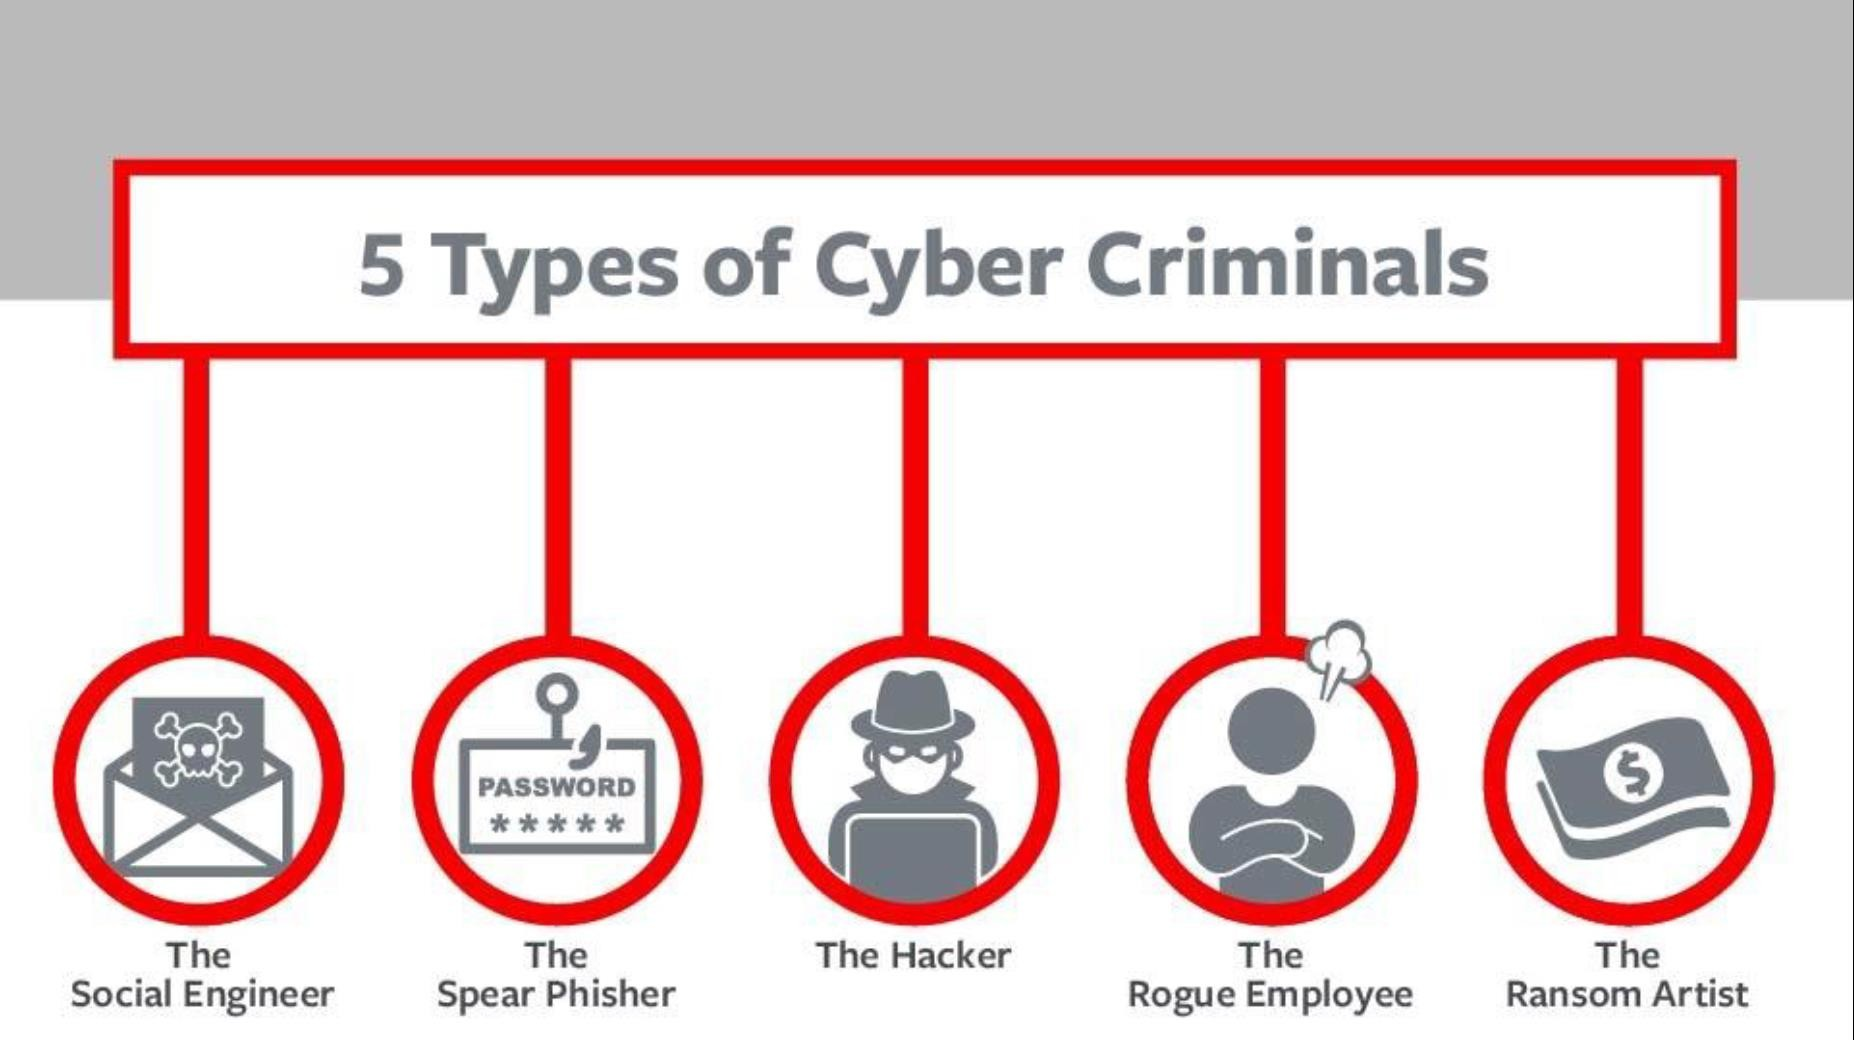 5 Types of Cyber Criminals
PASSWORD
*****
The
Social Engineer
The
Spear Phisher
The Hacker
The
Rogue Employee
The
Ransom Artist